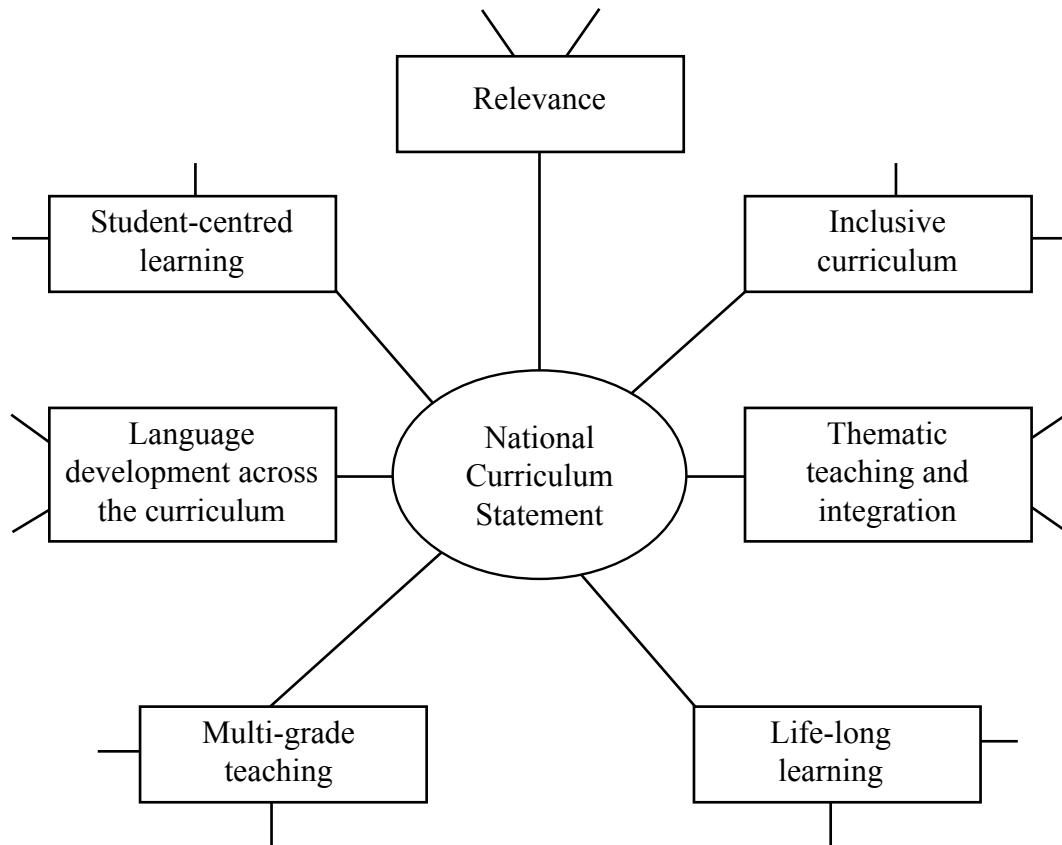 Relevance
Student-centred
learning
Inclusive
curriculum
Language
development across
the curriculum
National
Curriculum
Statement
Thematic
teaching and
integration
Multi-grade
teaching
Life-long
learning